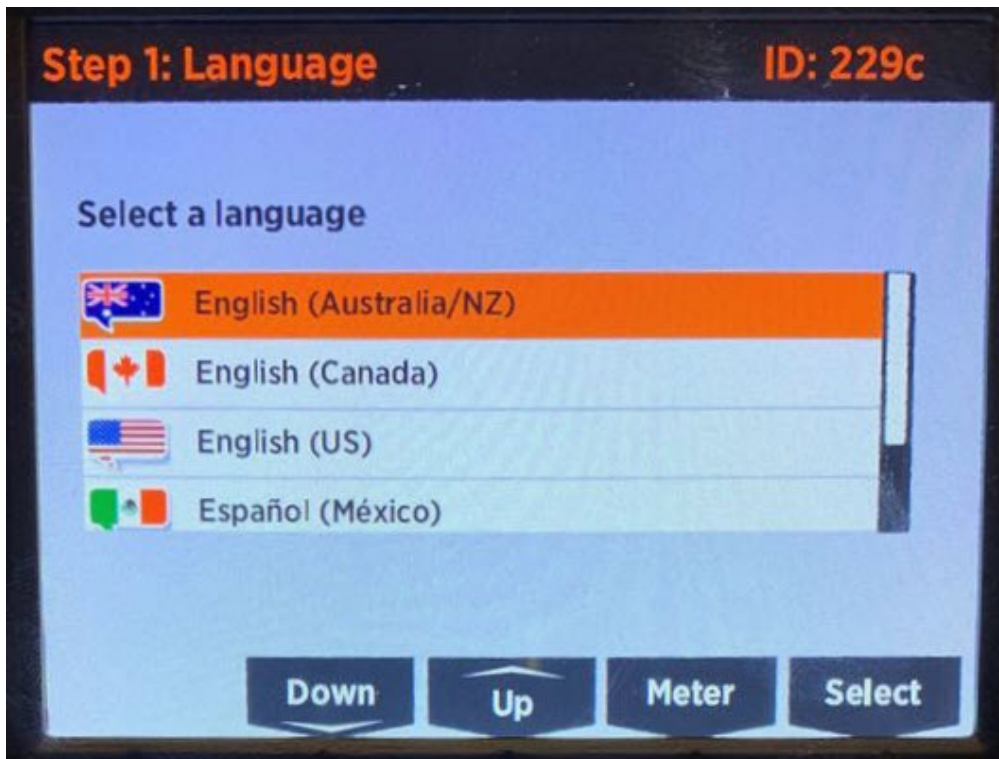 Step 1: Language ID: 229c
Select a language
English (Australia/NZ)
English (Canada)
English (US)
Español (México)
Down Up Meter Select